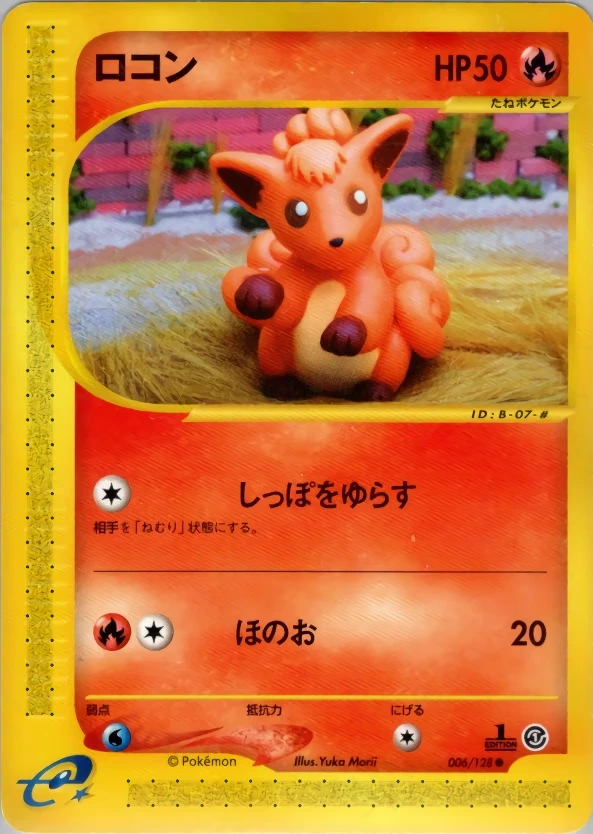 ロコン
HP50
たねポケモン
ID:B-07-#
しっぽをゆらす
相手を「ねむり」状態にする。
ほのお 20
弱点 抵抗力 にげる
1
EDITION
© Pokémon Illus.Yuka Morii 006/128 ●
e